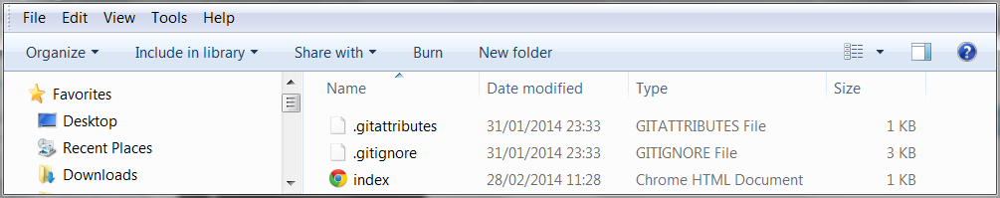 File Edit View Tools Help
Organize Include in library Share with Burn New folder
Favorites
Desktop
Recent Places
Downloads
Name Date modified Type Size
.gitattributes 31/01/2014 23:33 GITATTRIBUTES File 1 KB
.gitignore 31/01/2014 23:33 GITIGNORE File 3 KB
index 28/02/2014 11:28 Chrome HTML Document 1 KB